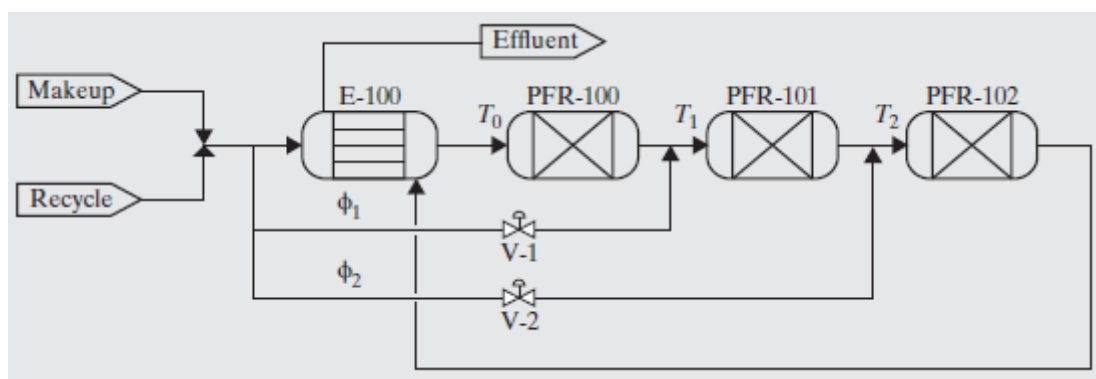 Effluent
Makeup
E-100
PFR-100
PFR-101
PFR-102
T₀
T₁
T₂
Recycle
ϕ₁
V-1
ϕ₂
V-2